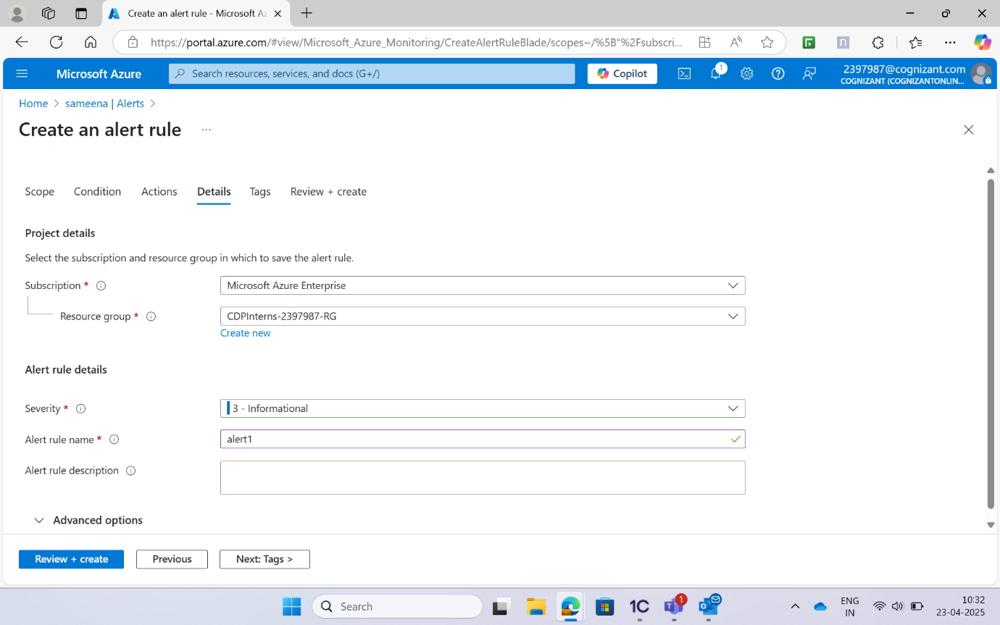 Create an alert rule - Microsoft Az
https://portal.azure.com/#view/Microsoft_Azure_Monitoring/CreateAlertRuleBlade/scopes~/%5B"%2Fsubscri...
Microsoft Azure
Search resources, services, and docs (G+/)
Copilot
1
2397987@cognizant.com
COGNIZANT (COGNIZANTONLIN...
Home > sameena | Alerts >
Create an alert rule ...
Scope Condition Actions Details Tags Review + create
Project details
Select the subscription and resource group in which to save the alert rule.
Subscription * Microsoft Azure Enterprise
Resource group * CDPInterns-2397987-RG
Create new
Alert rule details
Severity * 3 - Informational
Alert rule name * alert1
Alert rule description
Advanced options
Review + create Previous Next: Tags >
Search
1C
1
ENG
IN
10:32
23-04-2025